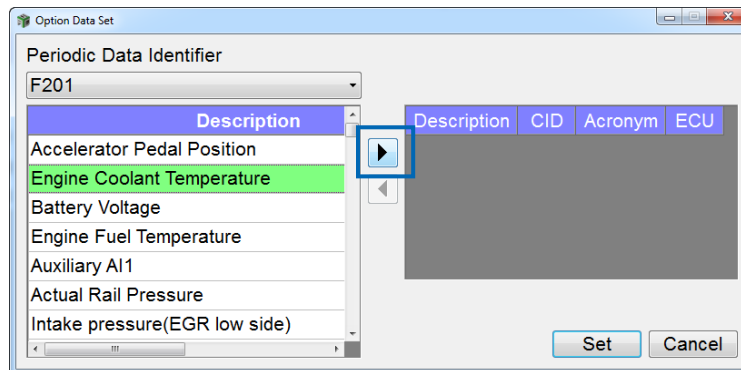 Option Data Set
Periodic Data Identifier
F201
Description
Accelerator Pedal Position
Engine Coolant Temperature
Battery Voltage
Engine Fuel Temperature
Auxiliary AI1
Actual Rail Pressure
Intake pressure(EGR low side)
Description CID Acronym ECU
Set Cancel